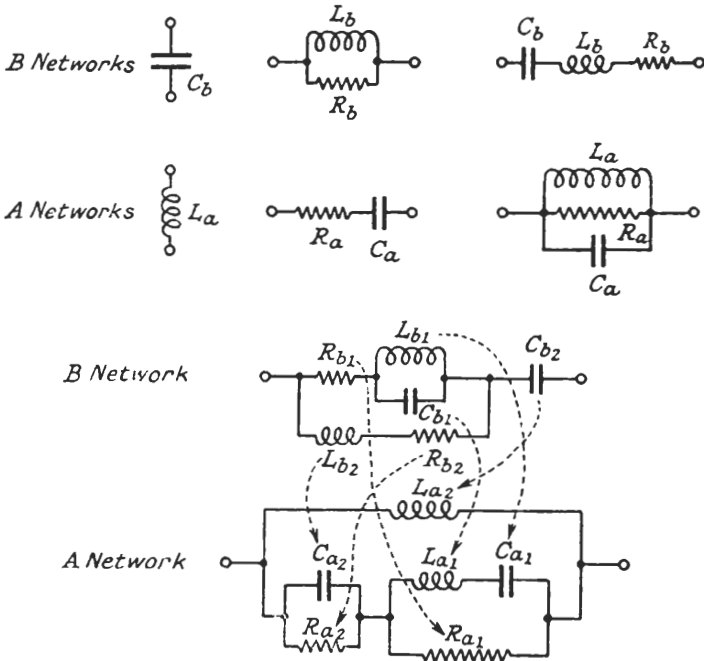 B Networks C_b L_b R_b C_b L_b R_b
A Networks L_a R_a C_a L_a R_a C_a
B Network R_b1 L_b1 C_b1 C_b2 L_b2 R_b2
A Network L_a2 C_a2 R_a2 L_a1 C_a1 R_a1